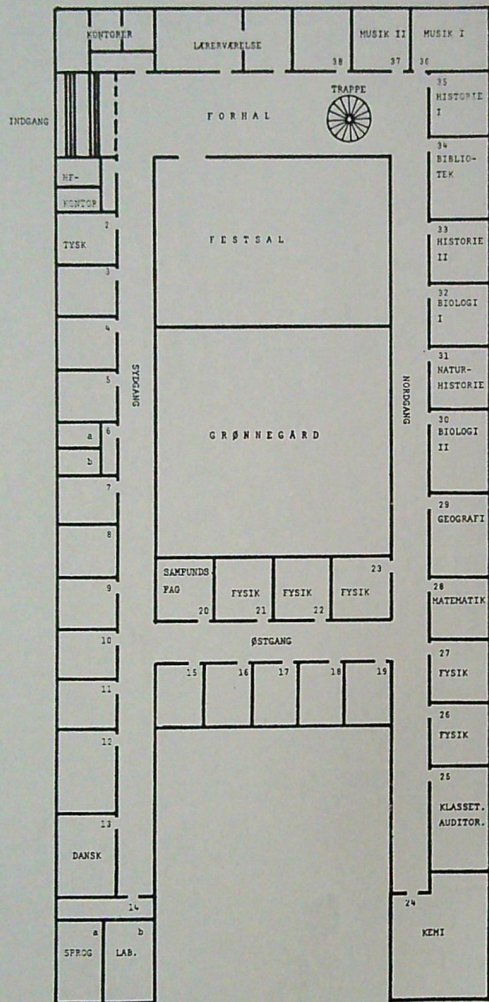 KONTORER
LÆRERVÆRELSE
38
MUSIK II
37
MUSIK I
36
INDGANG
FORHAL
TRAPPE
35
HISTORIE
I
34
BIBLIO-
TEK
HF-
KONTOR
2
TYSK
FESTSAL
33
HISTORIE
II
3
32
BIOLOGI
I
4
31
NATUR-
HISTORIE
5
SYDGANG
NORDGANG
GRØNNEGÅRD
a
6
b
30
BIOLOGI
II
7
8
29
GEOGRAFI
SAMFUNDS
FAG
20
FYSIK
21
FYSIK
22
23
FYSIK
9
28
MATEMATIK
10
ØSTGANG
15
16
17
18
19
27
FYSIK
11
26
FYSIK
12
25
KLASSET.
AUDITOR.
13
DANSK
14
24
KEMI
a
SPROG
b
LAB.